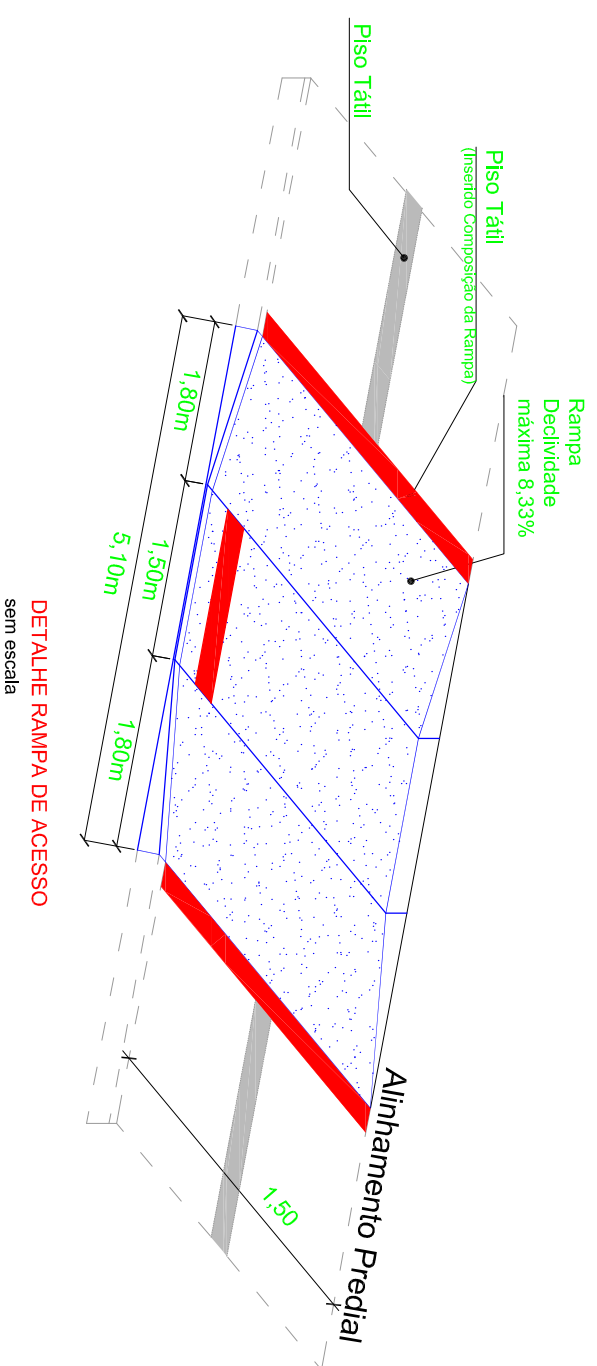 Piso Tátil
Piso Tátil
(Inserido Composição da Rampa)
Rampa
Declividade
máxima 8,33%
1,80m
1,50m
1,80m
5,10m
1,50
Alinhamento Predial
DETALHE RAMPA DE ACESSO
sem escala